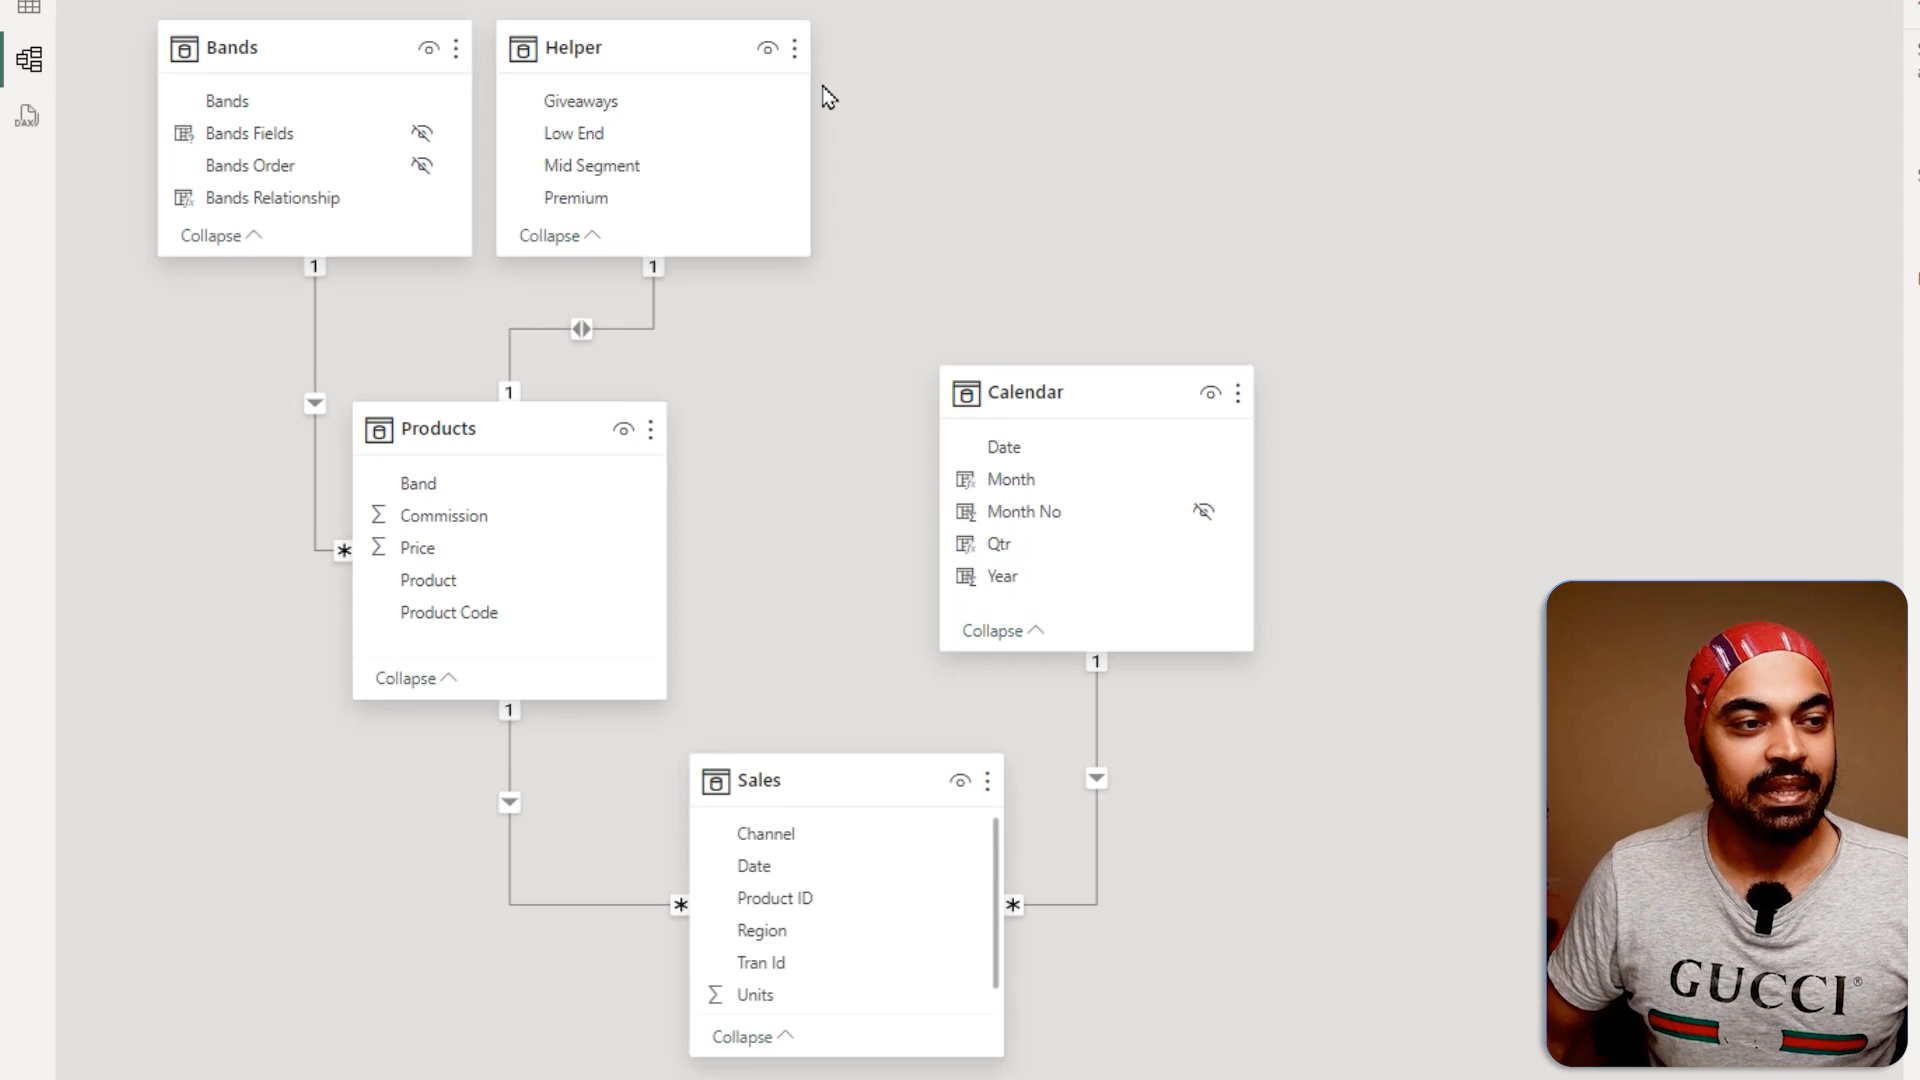 DAX
Bands
Bands
Bands Fields
Bands Order
Bands Relationship
Collapse
1
Helper
Giveaways
Low End
Mid Segment
Premium
Collapse
1
1
*
Products
Band
Commission
Price
Product
Product Code
Collapse
1
Calendar
Date
Month
Month No
Qtr
Year
Collapse
1
*
Sales
Channel
Date
Product ID
Region
Tran Id
Units
Collapse
*
GUCCI®